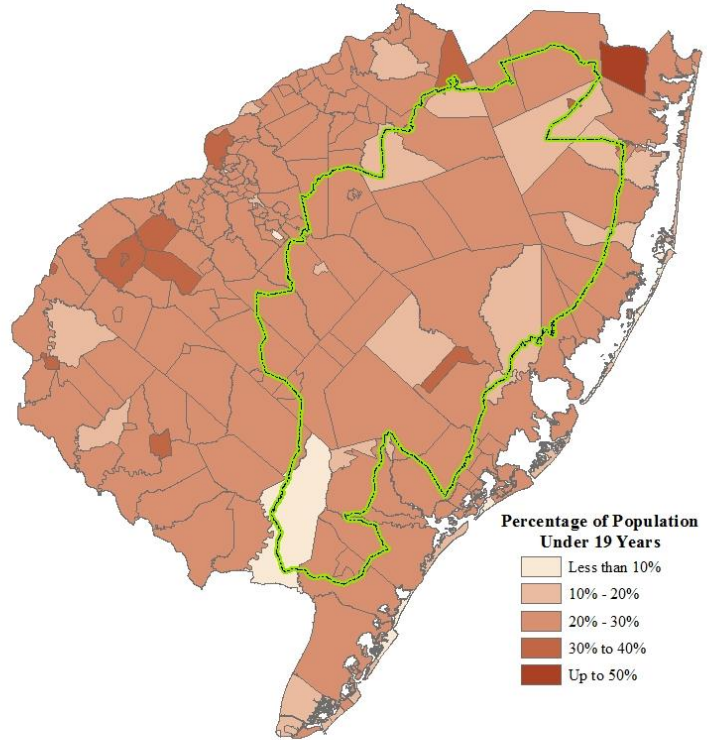 Percentage of Population
Under 19 Years
Less than 10%
10% - 20%
20% - 30%
30% to 40%
Up to 50%